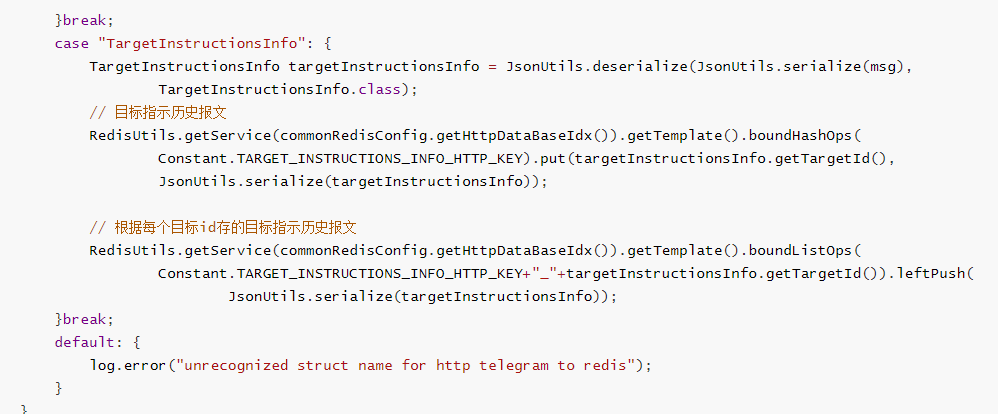 }break;
case "TargetInstructionsInfo": {
TargetInstructionsInfo targetInstructionsInfo = JsonUtils.deserialize(JsonUtils.serialize(msg),
TargetInstructionsInfo.class);
// 目标指示历史报文
RedisUtils.getService(commonRedisConfig.getHttpDataBaseIdx()).getTemplate().boundHashOps(
Constant.TARGET_INSTRUCTIONS_INFO_HTTP_KEY).put(targetInstructionsInfo.getTargetId(),
JsonUtils.serialize(targetInstructionsInfo));
// 根据每个目标id存的目标指示历史报文
RedisUtils.getService(commonRedisConfig.getHttpDataBaseIdx()).getTemplate().boundListOps(
Constant.TARGET_INSTRUCTIONS_INFO_HTTP_KEY+"_"+targetInstructionsInfo.getTargetId()).leftPush(
JsonUtils.serialize(targetInstructionsInfo));
}break;
default: {
log.error("unrecognized struct name for http telegram to redis");
}
}